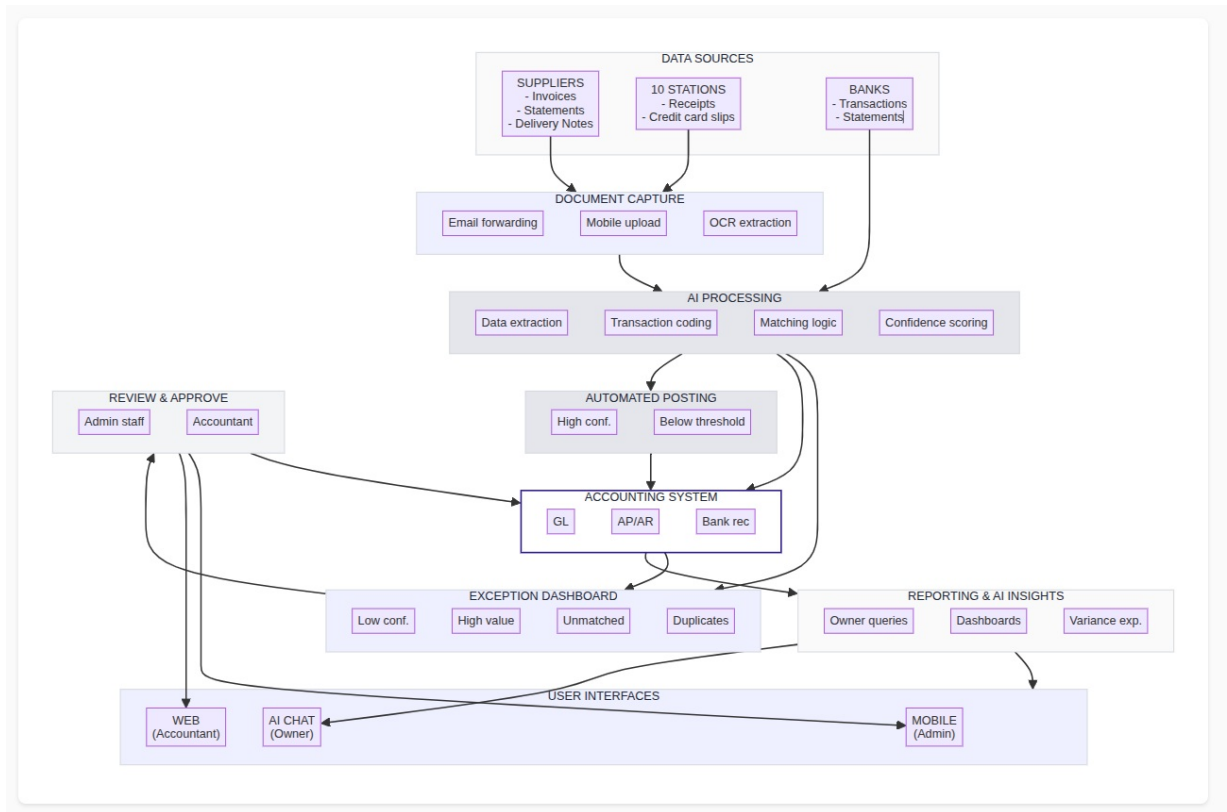 DATA SOURCES
SUPPLIERS
- Invoices
- Statements
- Delivery Notes
10 STATIONS
- Receipts
- Credit card slips
BANKS
- Transactions
- Statements
DOCUMENT CAPTURE
Email forwarding
Mobile upload
OCR extraction
AI PROCESSING
Data extraction
Transaction coding
Matching logic
Confidence scoring
REVIEW & APPROVE
Admin staff
Accountant
AUTOMATED POSTING
High conf.
Below threshold
ACCOUNTING SYSTEM
GL
AP/AR
Bank rec
EXCEPTION DASHBOARD
Low conf.
High value
Unmatched
Duplicates
REPORTING & AI INSIGHTS
Owner queries
Dashboards
Variance exp.
USER INTERFACES
WEB
(Accountant)
AI CHAT
(Owner)
MOBILE
(Admin)